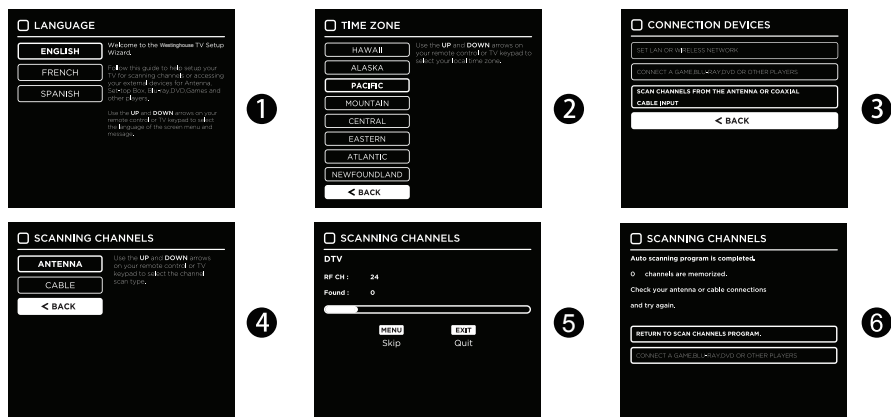 LANGUAGE
ENGLISH
FRENCH
SPANISH
Welcome to the Westinghouse TV Setup
Wizard.
Follow this guide to help setup your
TV for scanning channels or accessing
your external devices for Antenna,
Set-top Box, Blu-ray,DVD,Games and
other players.
Use the UP and DOWN arrows on your
remote control or TV keypad to select
the language of the screen menu and
message.
1
TIME ZONE
HAWAII
ALASKA
PACIFIC
MOUNTAIN
CENTRAL
EASTERN
ATLANTIC
NEWFOUNDLAND
< BACK
Use the UP and DOWN arrows on
your remote control or TV keypad to
select your local time zone.
2
CONNECTION DEVICES
SET LAN OR WIRELESS NETWORK
CONNECT A GAME,BLU-RAY,DVD OR OTHER PLAYERS
SCAN CHANNELS FROM THE ANTENNA OR COAXIAL
CABLE INPUT
< BACK
3
SCANNING CHANNELS
ANTENNA
CABLE
< BACK
Use the UP and DOWN arrows
on your remote control or TV
keypad to select the channel
scan type.
4
SCANNING CHANNELS
DTV
RF CH : 24
Found : 0
MENU EXIT
Skip Quit
5
SCANNING CHANNELS
Auto scanning program is completed.
0 channels are memorized.
Check your antenna or cable connections
and try again.
RETURN TO SCAN CHANNELS PROGRAM.
CONNECT A GAME,BLU-RAY,DVD OR OTHER PLAYERS
6